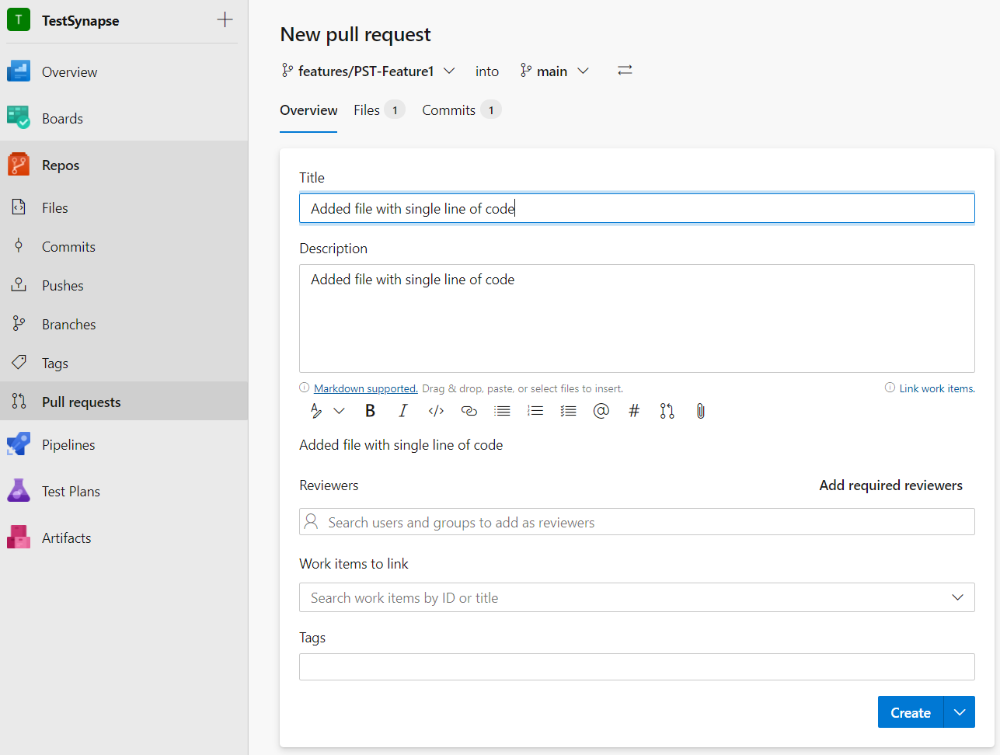 T TestSynapse
Overview
Boards
Repos
Files
Commits
Pushes
Branches
Tags
Pull requests
Pipelines
Test Plans
Artifacts
New pull request
features/PST-Feature1 into main
Overview Files 1 Commits 1
Title
Added file with single line of code
Description
Added file with single line of code
Markdown supported. Drag & drop, paste, or select files to insert. Link work items.
B I </> @ #
Added file with single line of code
Reviewers Add required reviewers
Search users and groups to add as reviewers
Work items to link
Search work items by ID or title
Tags
Create